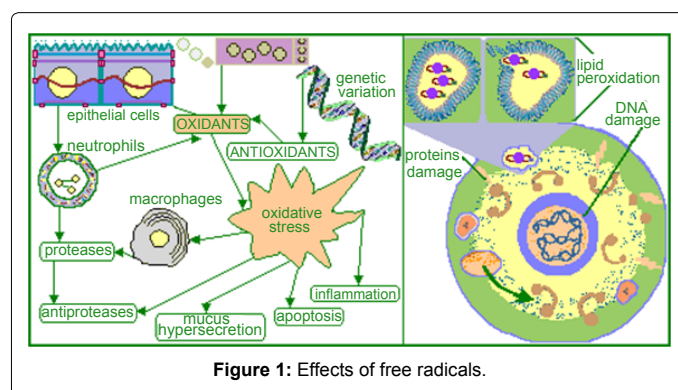 genetic
variation
epithelial cells
OXIDANTS
neutrophils
ANTIOXIDANTS
macrophages
oxidative
stress
proteases
inflammation
antiproteases
mucus
hypersecretion
apoptosis
lipid
peroxidation
DNA
damage
proteins
damage
Figure 1: Effects of free radicals.